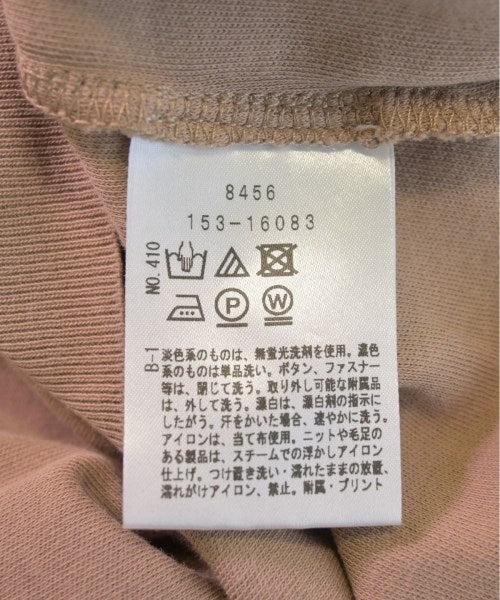 8456
153-16083
NO.410
P
W
B-1
淡色系のものは、無蛍光洗剤を使用。濃色
系のものは単品洗い。ボタン、ファスナー
等は、閉じて洗う。取り外し可能な附属品
は、外して洗う。漂白は、漂白剤の指示に
したがう。汗をかいた場合、速やかに洗う。
アイロンは、当て布使用。ニットや毛足の
ある製品は、スチームでの浮かしアイロン
仕上げ。つけ置き洗い・濡れたままの放置、
濡れがけアイロン、禁止。附属・プリント